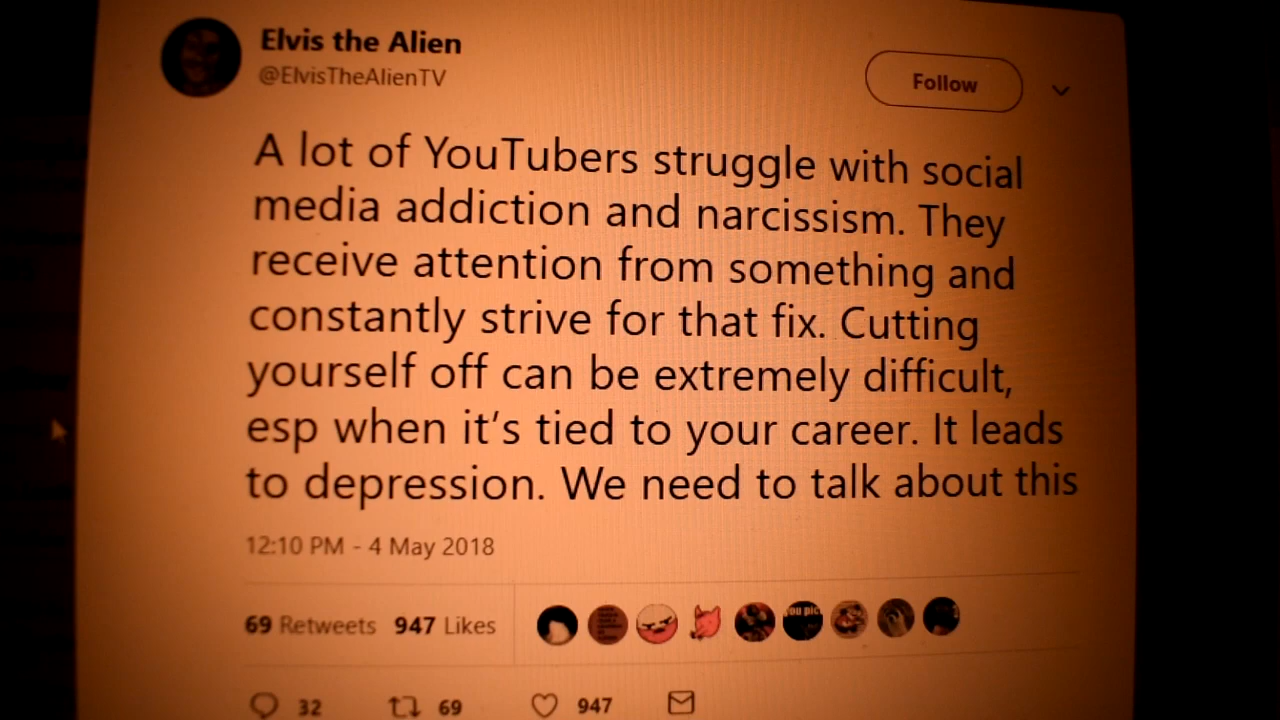 Elvis the Alien
@ElvisTheAlienTV
Follow
A lot of YouTubers struggle with social
media addiction and narcissism. They
receive attention from something and
constantly strive for that fix. Cutting
yourself off can be extremely difficult,
esp when it's tied to your career. It leads
to depression. We need to talk about this
12:10 PM - 4 May 2018
69 Retweets 947 Likes
32 69 947